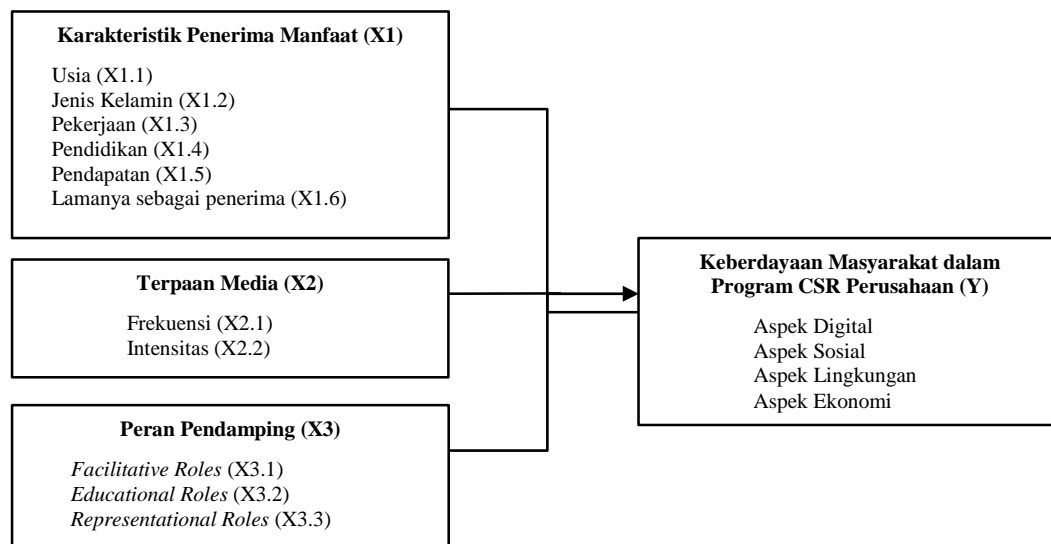 Karakteristik Penerima Manfaat (X1)
Usia (X1.1)
Jenis Kelamin (X1.2)
Pekerjaan (X1.3)
Pendidikan (X1.4)
Pendapatan (X1.5)
Lamanya sebagai penerima (X1.6)
Terpaan Media (X2)
Frekuensi (X2.1)
Intensitas (X2.2)
Peran Pendamping (X3)
Facilitative Roles (X3.1)
Educational Roles (X3.2)
Representational Roles (X3.3)
Keberdayaan Masyarakat dalam
Program CSR Perusahaan (Y)
Aspek Digital
Aspek Sosial
Aspek Lingkungan
Aspek Ekonomi